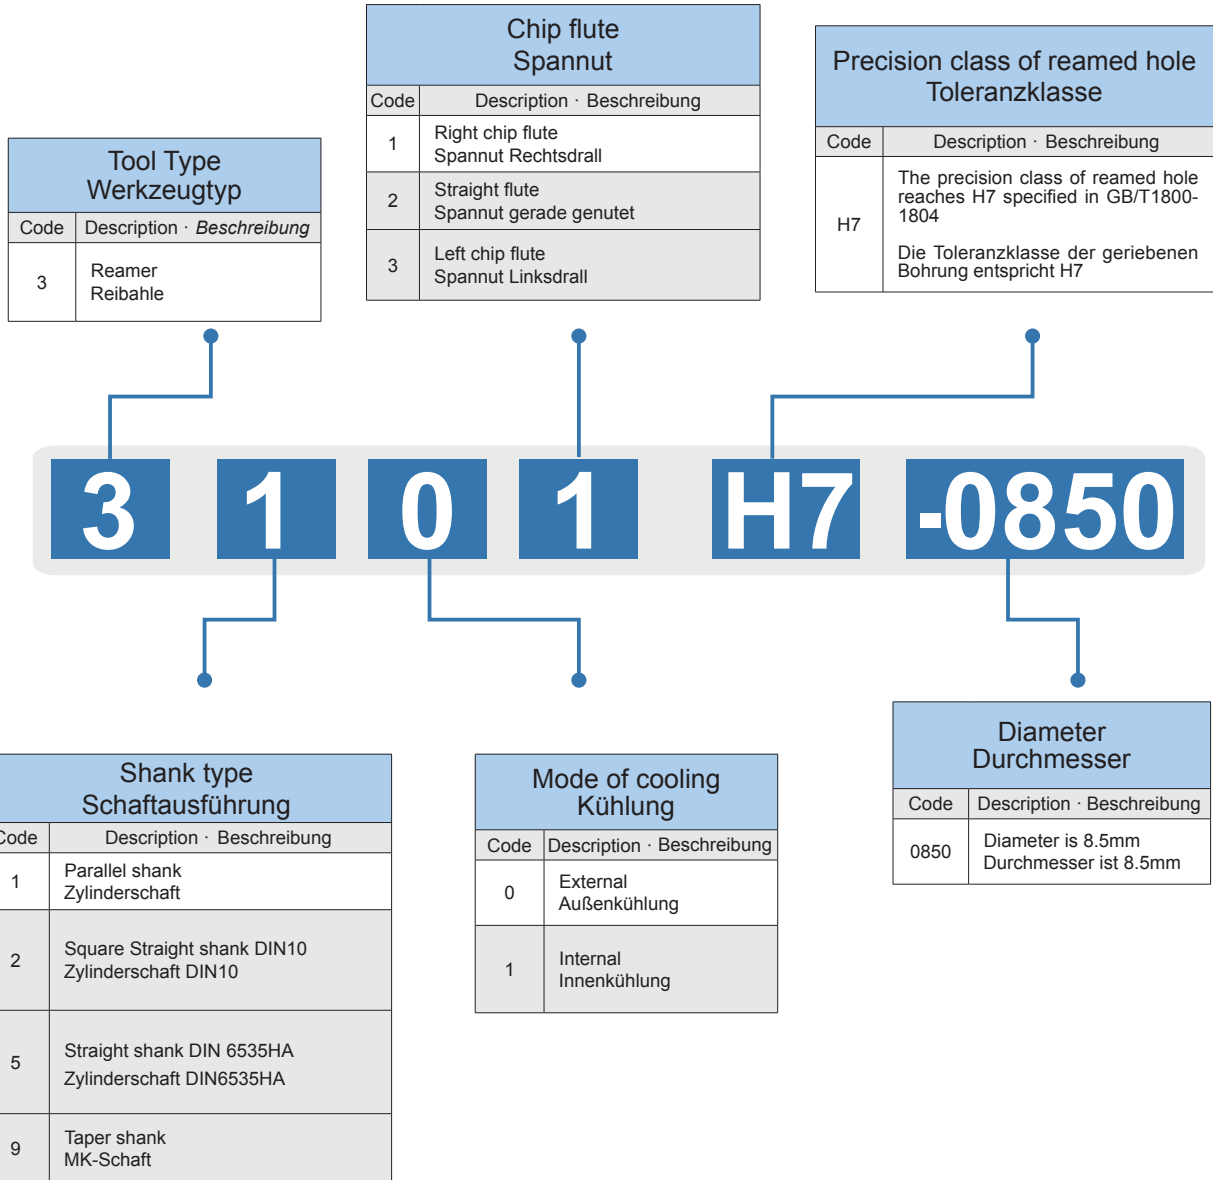 Chip flute
Spannut
Code Description · Beschreibung
1 Right chip flute
Spannut Rechtsdrall
2 Straight flute
Spannut gerade genutet
3 Left chip flute
Spannut Linksdrall
Precision class of reamed hole
Toleranzklasse
Code Description · Beschreibung
H7 The precision class of reamed hole
reaches H7 specified in GB/T1800-
1804
Die Toleranzklasse der geriebenen
Bohrung entspricht H7
Tool Type
Werkzeugtyp
Code Description · Beschreibung
3 Reamer
Reibahle
3 1 0 1 H7 -0850
Shank type
Schaftausführung
Code Description · Beschreibung
1 Parallel shank
Zylinderschaft
2 Square Straight shank DIN10
Zylinderschaft DIN10
5 Straight shank DIN 6535HA
Zylinderschaft DIN6535HA
9 Taper shank
MK-Schaft
Mode of cooling
Kühlung
Code Description · Beschreibung
0 External
Außenkühlung
1 Internal
Innenkühlung
Diameter
Durchmesser
Code Description · Beschreibung
0850 Diameter is 8.5mm
Durchmesser ist 8.5mm